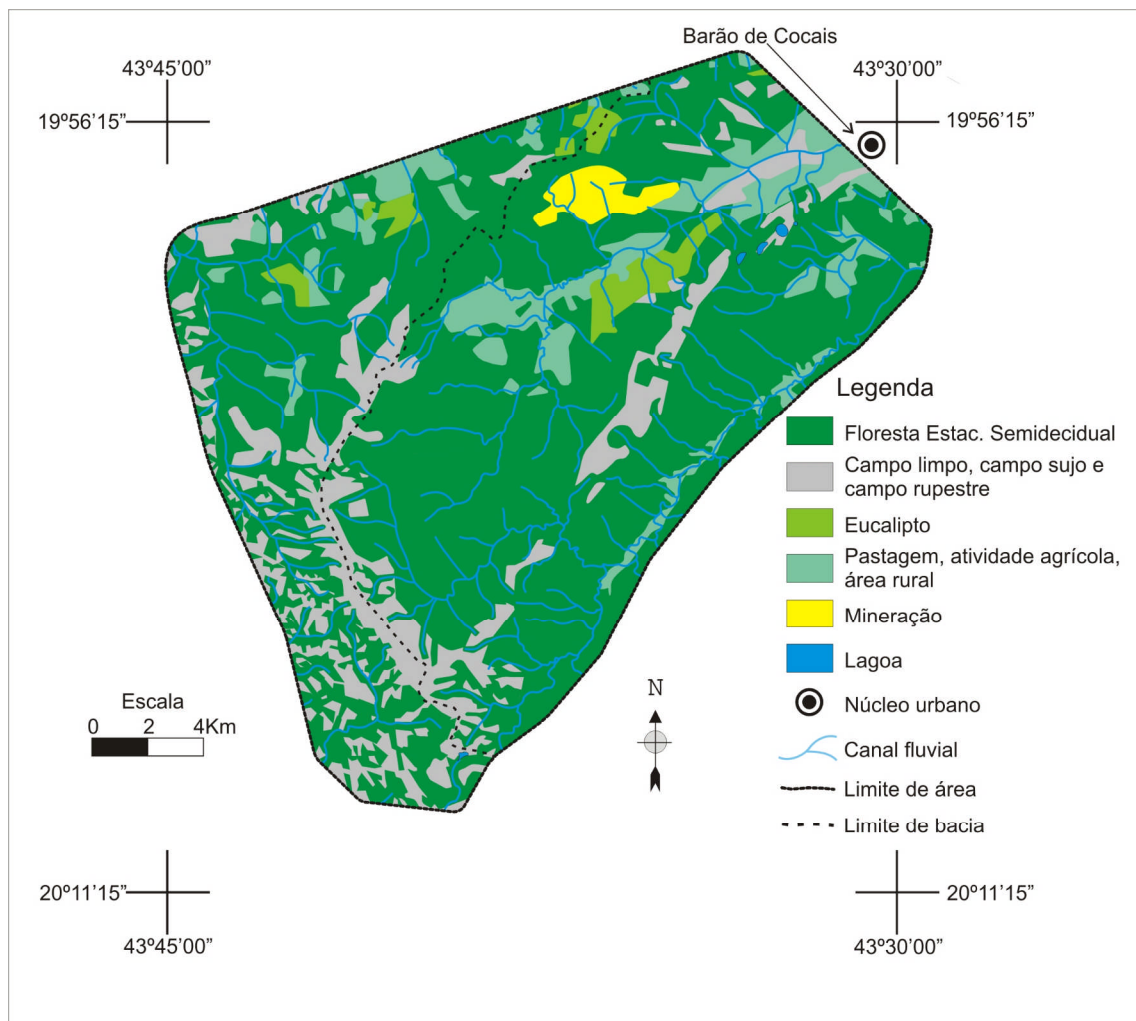 Barão de Cocais
43º45’00”
43º30’00”
19º56’15”
19º56’15”
Legenda
Floresta Estac. Semidecidual
Campo limpo, campo sujo e
campo rupestre
Eucalipto
Pastagem, atividade agrícola,
área rural
Mineração
Lagoa
Núcleo urbano
Canal fluvial
Limite de área
Limite de bacia
Escala
0 2 4Km
N
20º11’15”
20º11’15”
43º45’00”
43º30’00”